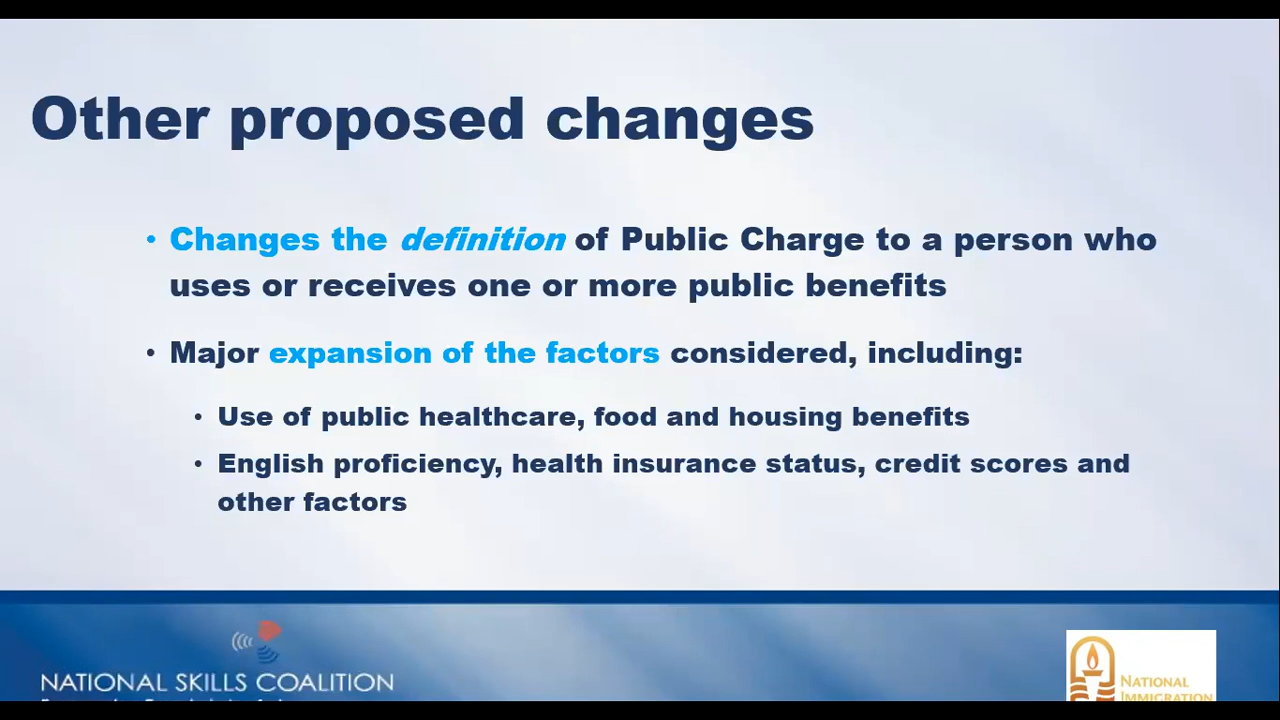 Other proposed changes
• Changes the definition of Public Charge to a person who
uses or receives one or more public benefits
• Major expansion of the factors considered, including:
• Use of public healthcare, food and housing benefits
• English proficiency, health insurance status, credit scores and
other factors
NATIONAL SKILLS COALITION
NATIONAL
IMMIGRATION